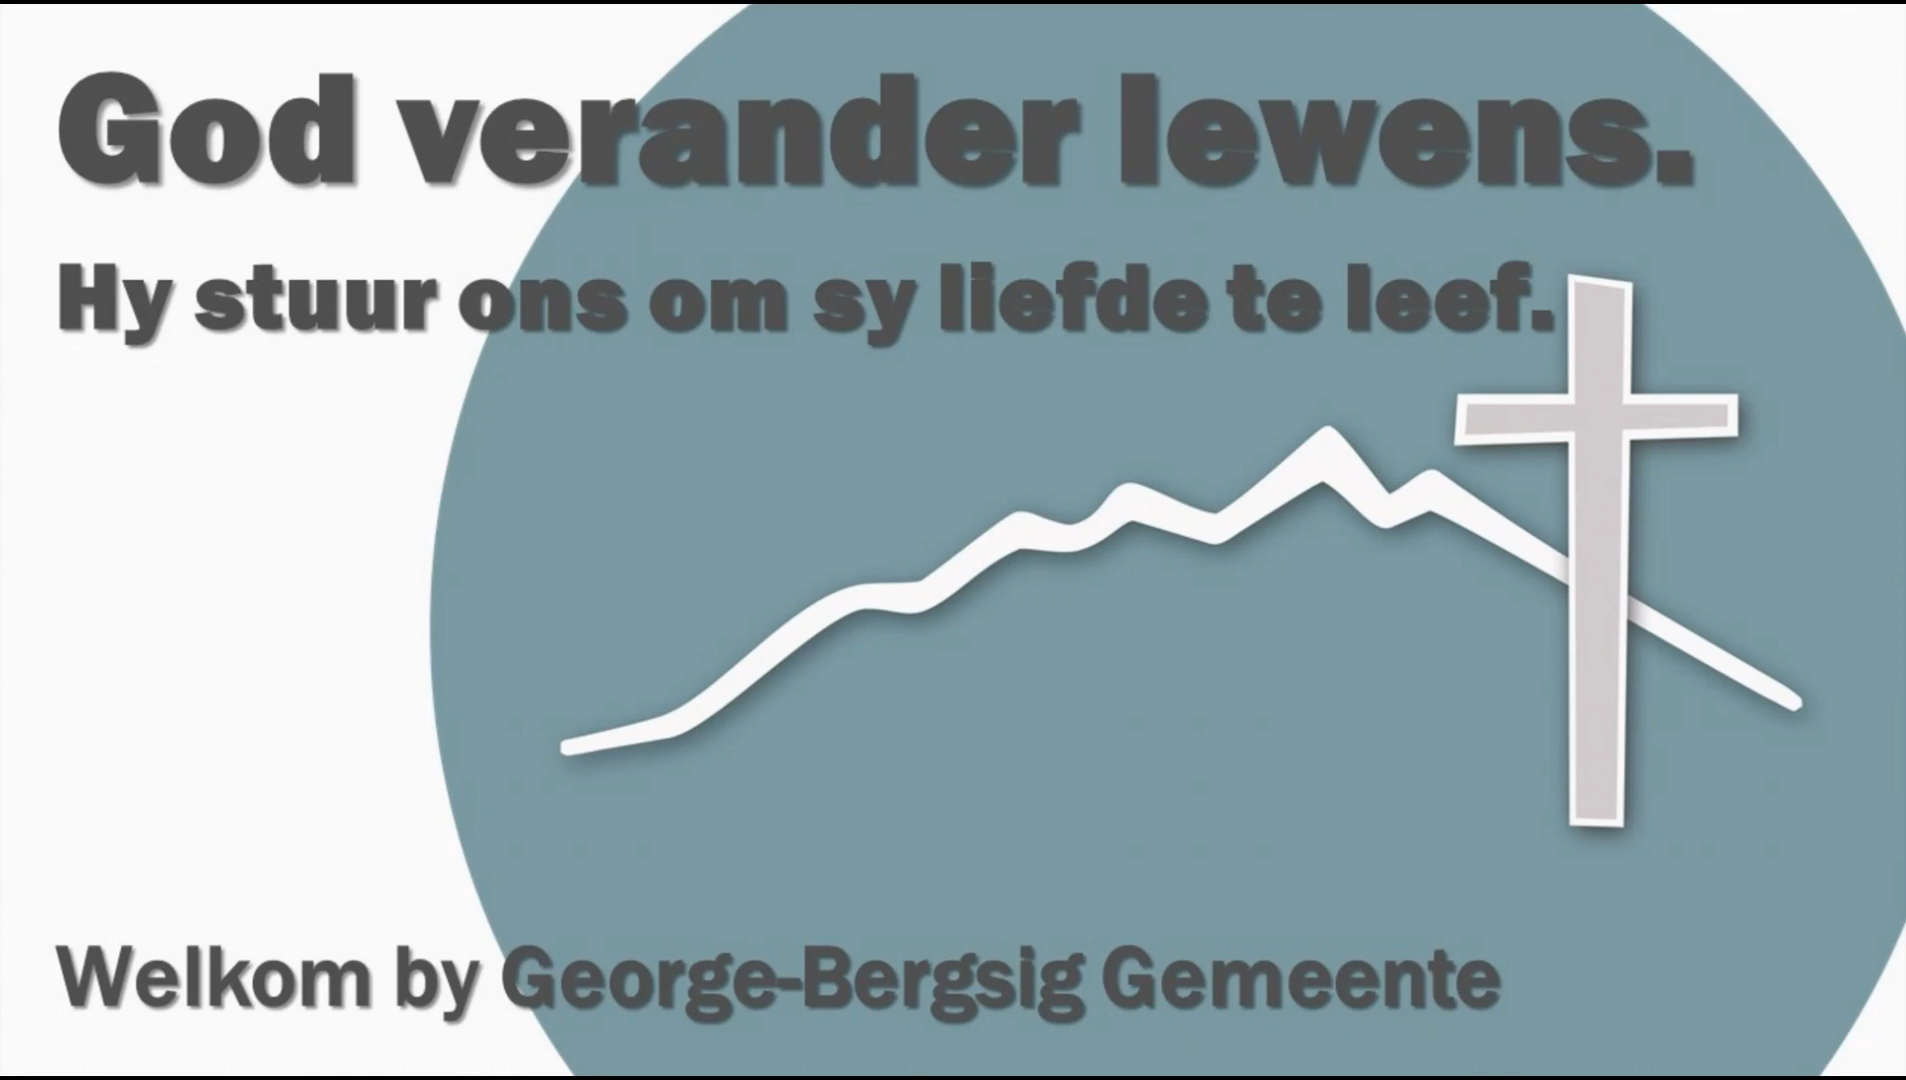 God verander lewens.
Hy stuur ons om sy liefde te leef.
Welkom by George-Bergsig Gemeente